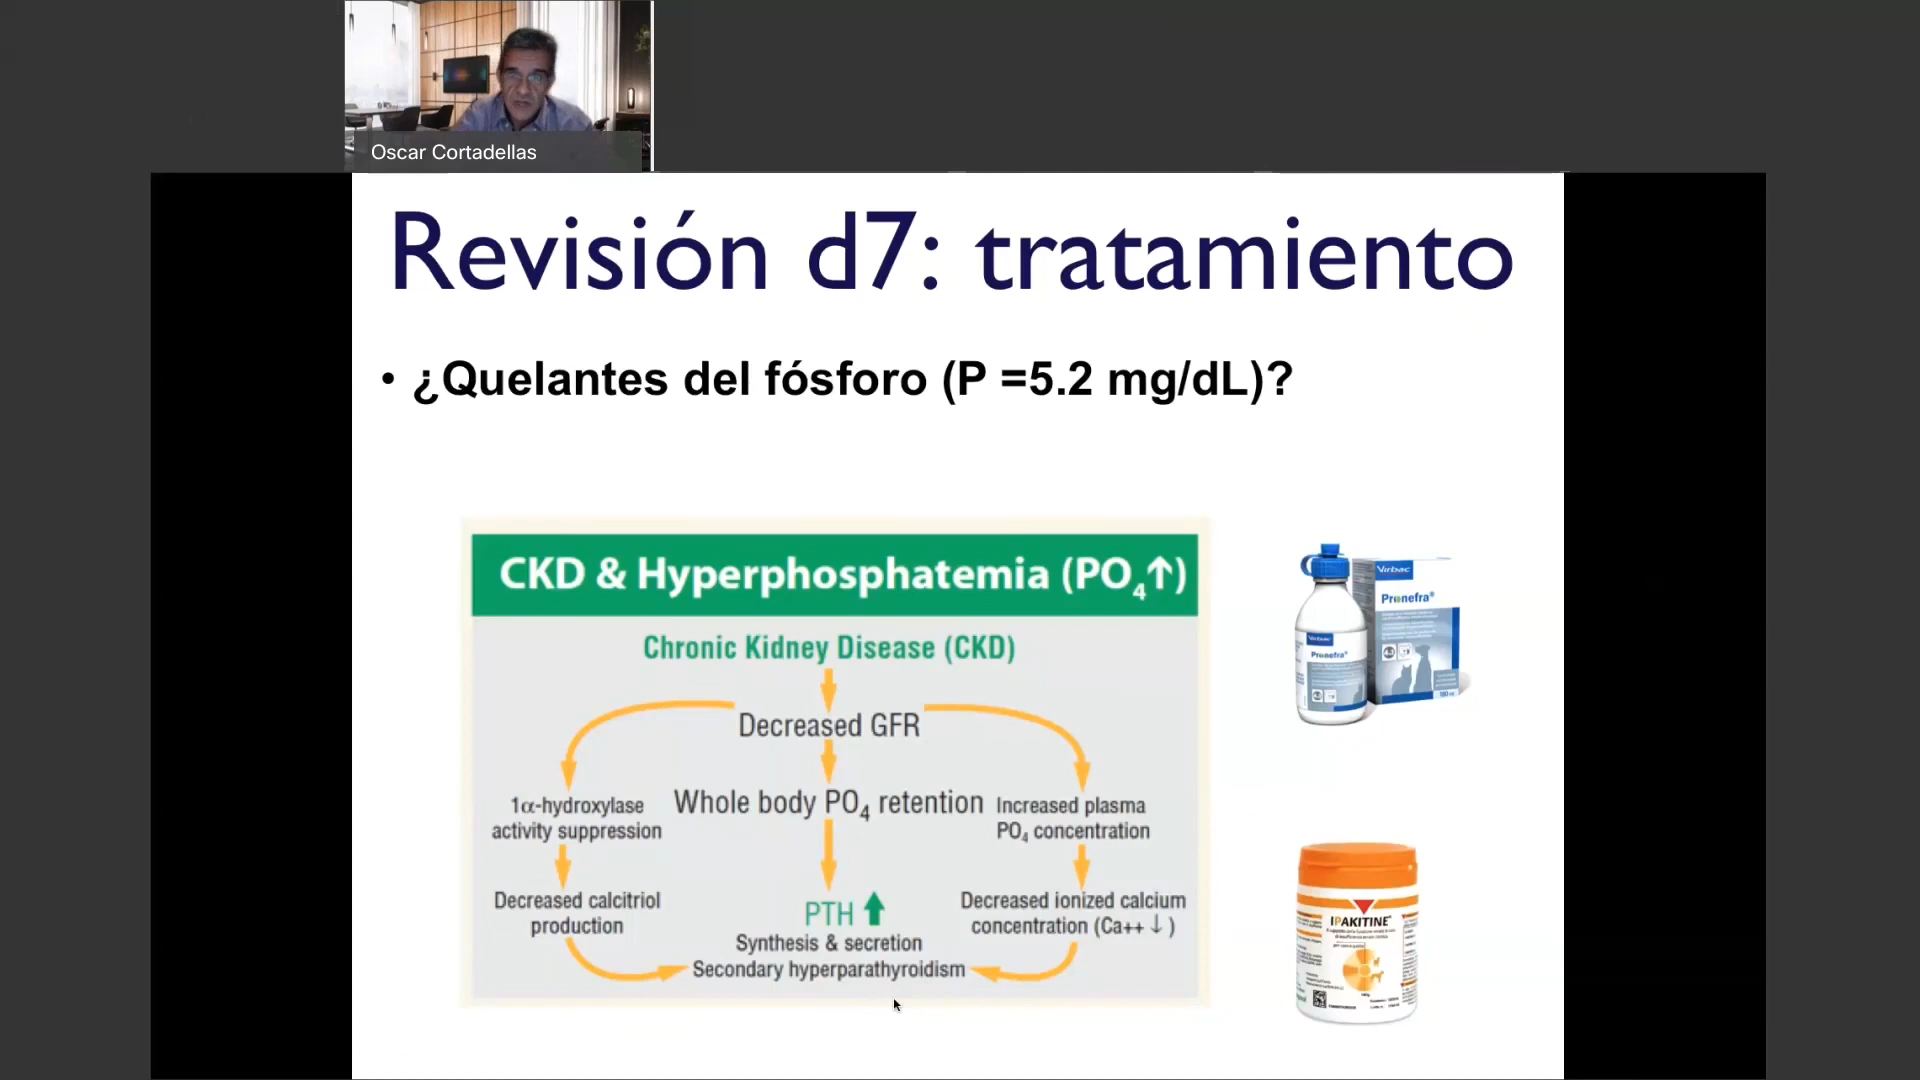 Oscar Cortadellas
Revisión d7: tratamiento
• ¿Quelantes del fósforo (P =5.2 mg/dL)?
CKD & Hyperphosphatemia (PO₄↑)
Chronic Kidney Disease (CKD)
Decreased GFR
1α-hydroxylase
activity suppression
Whole body PO₄ retention
Increased plasma
PO₄ concentration
Decreased calcitriol
production
PTH ↑
Synthesis & secretion
Secondary hyperparathyroidism
Decreased ionized calcium
concentration (Ca++ ↓)
Virbac
Pronefra®
Virbac
Pronefra®
IPAKITINE